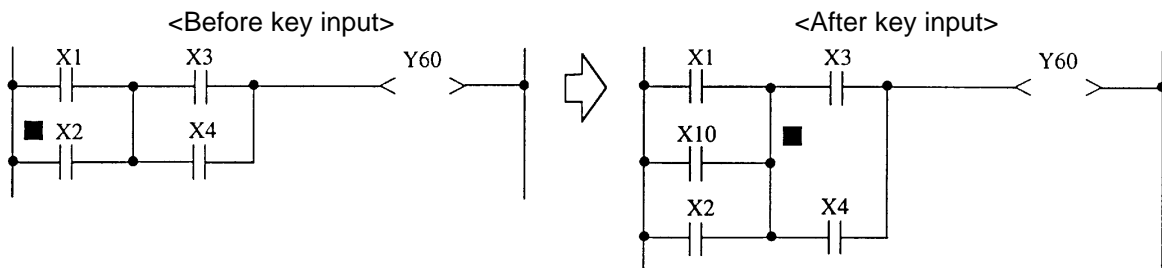 <Before key input>
X1
X3
Y60
X2
X4
<After key input>
X1
X3
Y60
X10
X2
X4